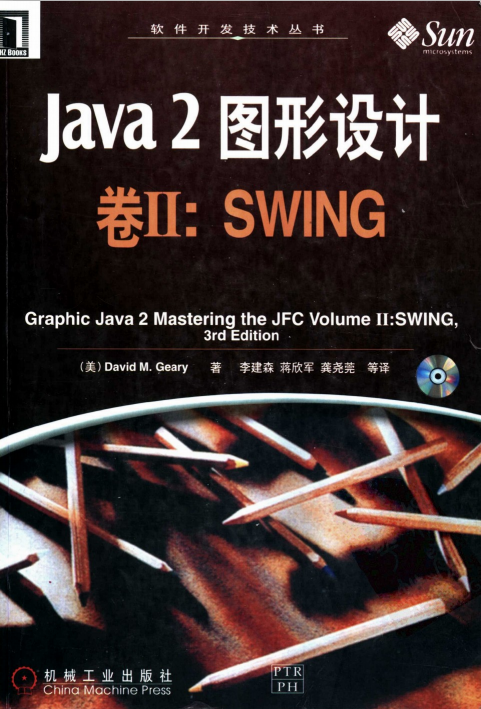 软件开发技术丛书
HZ BOOKS
Sun
microsystems
Java 2 图形设计
卷II: SWING
Graphic Java 2 Mastering the JFC Volume II:SWING,
3rd Edition
(美) David M. Geary 著 李建森 蒋欣军 龚尧莞 等译
机械工业出版社
China Machine Press
PTR
PH